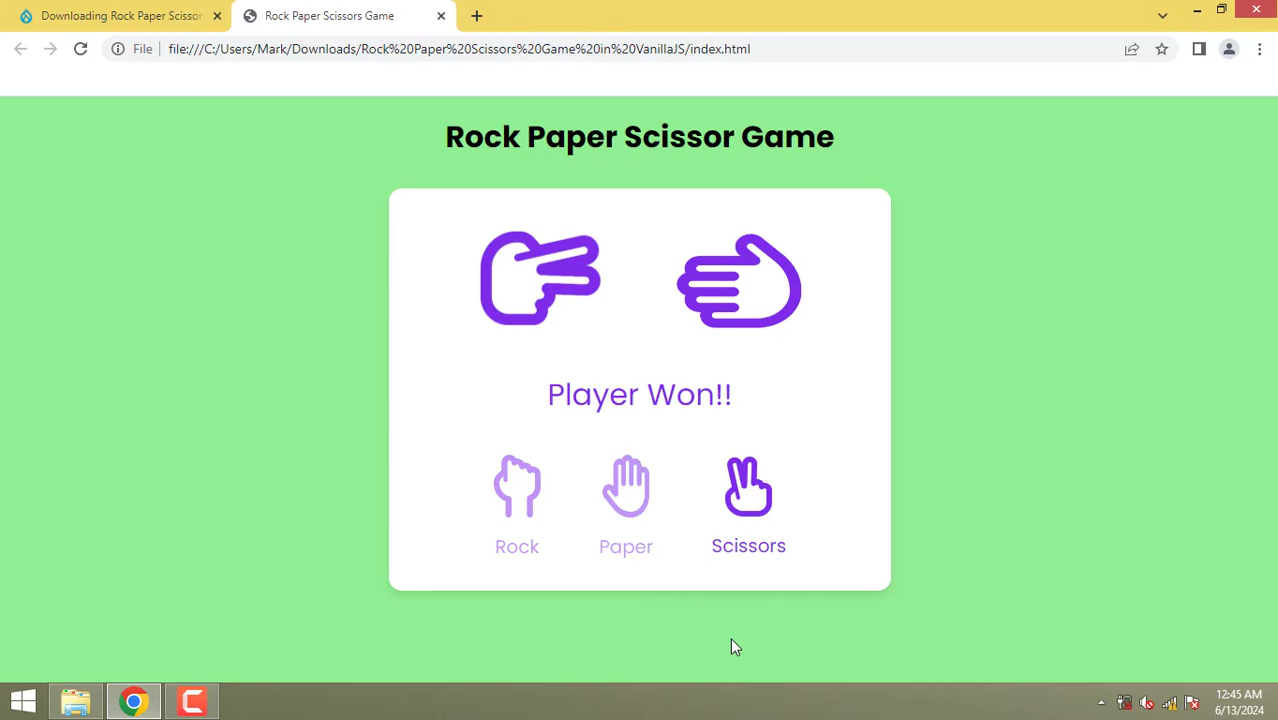 Downloading Rock Paper Scissor
Rock Paper Scissors Game
File
file:///C:/Users/Mark/Downloads/Rock%20Paper%20Scissors%20Game%20in%20VanillaJS/index.html
Rock Paper Scissor Game
Player Won!!
Rock
Paper
Scissors
12:45 AM
6/13/2024